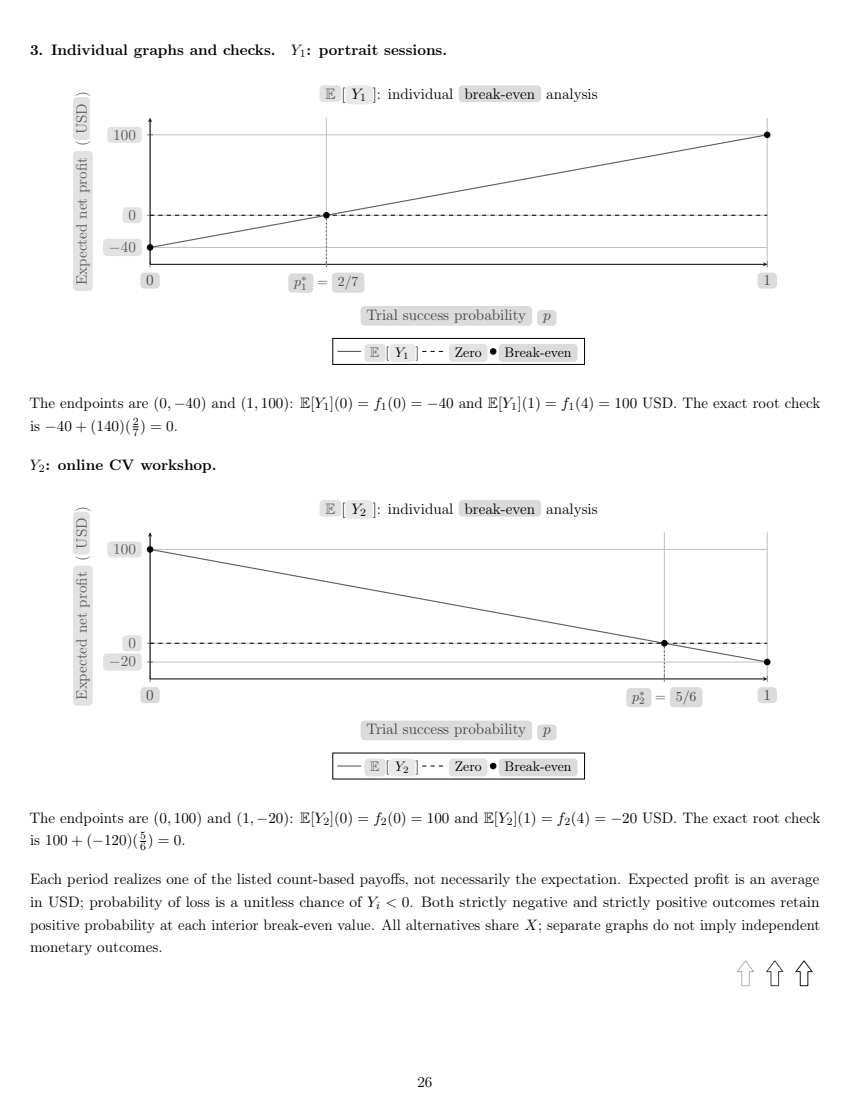 3. Individual graphs and checks. Y₁: portrait sessions.
𝔼[ Y₁ ]: individual break-even analysis
Expected net profit ( USD )
100
0
−40
0
p₁* = 2/7
1
Trial success probability p
𝔼[ Y₁ ] Zero Break-even
The endpoints are (0, −40) and (1, 100): 𝔼[Y₁](0) = f₁(0) = −40 and 𝔼[Y₁](1) = f₁(4) = 100 USD. The exact root check
is −40 + (140)(2/7) = 0.
Y₂: online CV workshop.
𝔼[ Y₂ ]: individual break-even analysis
Expected net profit ( USD )
100
0
−20
0
p₂* = 5/6
1
Trial success probability p
𝔼[ Y₂ ] Zero Break-even
The endpoints are (0, 100) and (1, −20): 𝔼[Y₂](0) = f₂(0) = 100 and 𝔼[Y₂](1) = f₂(4) = −20 USD. The exact root check
is 100 + (−120)(5/6) = 0.
Each period realizes one of the listed count-based payoffs, not necessarily the expectation. Expected profit is an average
in USD; probability of loss is a unitless chance of Yᵢ < 0. Both strictly negative and strictly positive outcomes retain
positive probability at each interior break-even value. All alternatives share X; separate graphs do not imply independent
monetary outcomes.
26